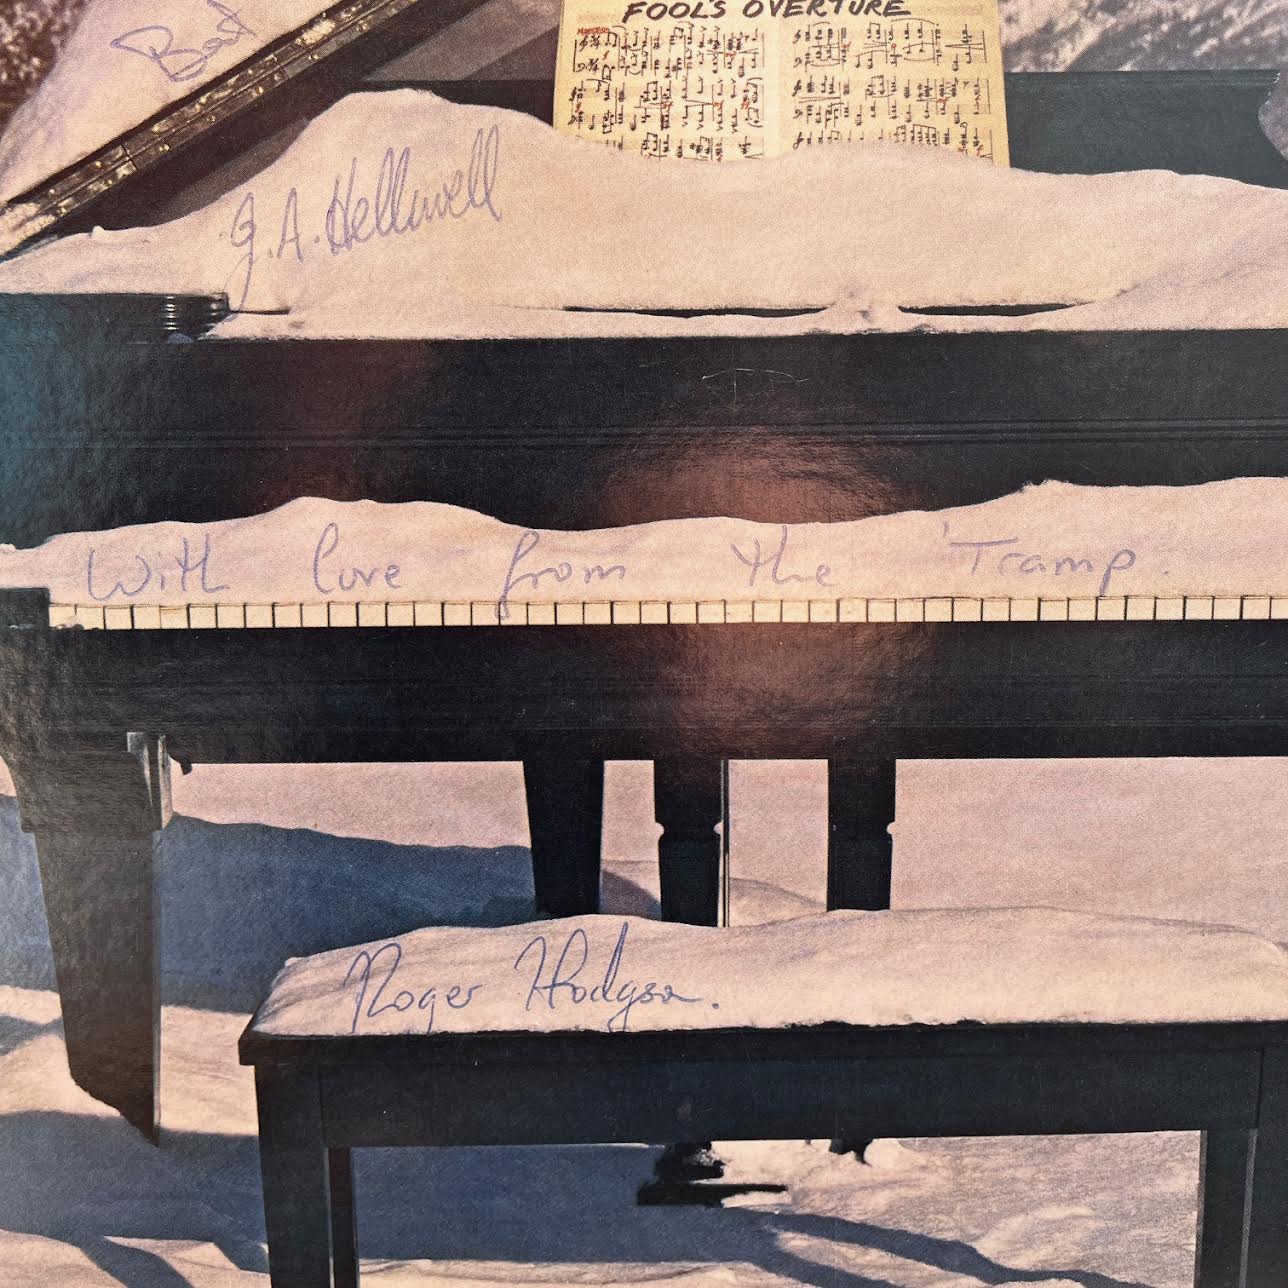 FOOL'S OVERTURE
J.A. Helliwell
With love from the 'Tramp.
Roger Hodgson.